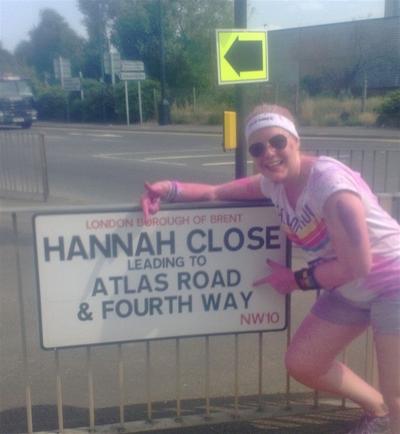 LONDON BOROUGH OF BRENT
HANNAH CLOSE
LEADING TO
ATLAS ROAD
& FOURTH WAY
NW10